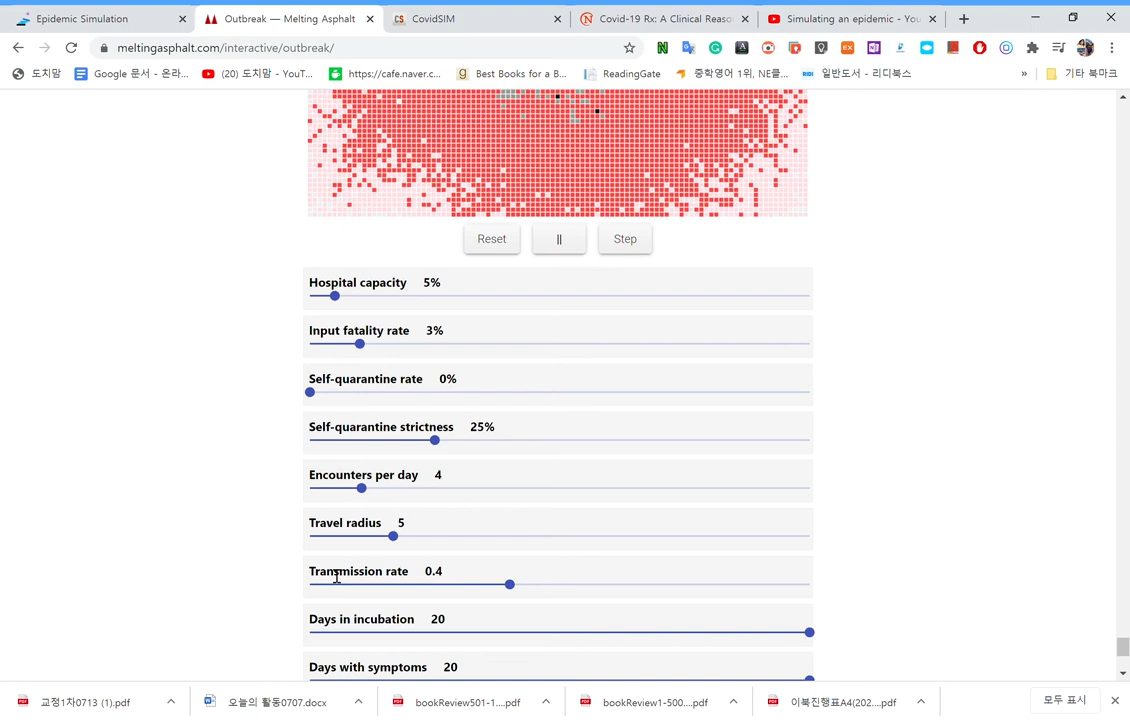 Epidemic Simulation
Outbreak — Melting Asphalt
CovidSIM
Covid-19 Rx: A Clinical Reaso
Simulating an epidemic - You
meltingasphalt.com/interactive/outbreak/
도치맘
Google 문서 - 온라...
(20) 도치맘 - YouT...
https://cafe.naver.c...
Best Books for a B...
ReadingGate
중학영어 1위, NE클...
일반도서 - 리디북스
»
기타 북마크
Reset
Step
Hospital capacity 5%
Input fatality rate 3%
Self-quarantine rate 0%
Self-quarantine strictness 25%
Encounters per day 4
Travel radius 5
Transmission rate 0.4
Days in incubation 20
Days with symptoms 20
교정1차0713 (1).pdf
오늘의 활동0707.docx
bookReview501-1....pdf
bookReview1-500....pdf
이북진행표A4(202....pdf
모두 표시